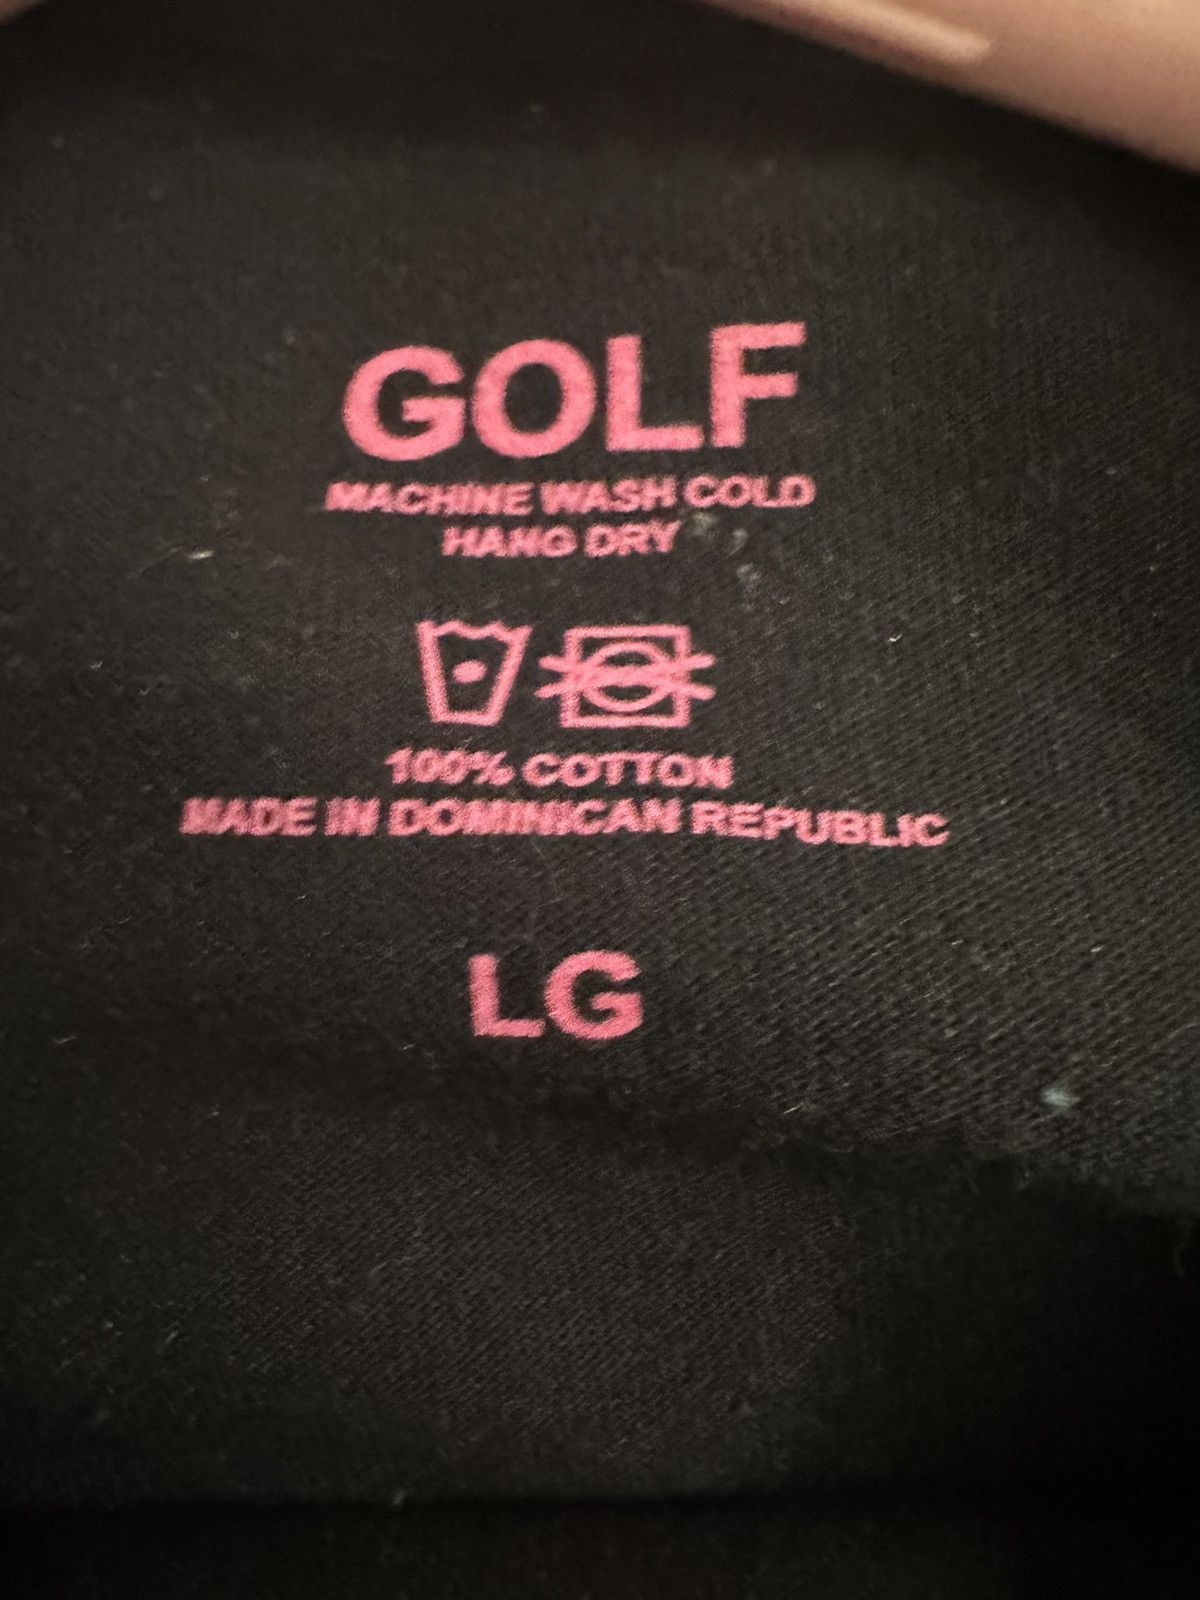 GOLF
MACHINE WASH COLD
HANG DRY
100% COTTON
MADE IN DOMINICAN REPUBLIC
LG